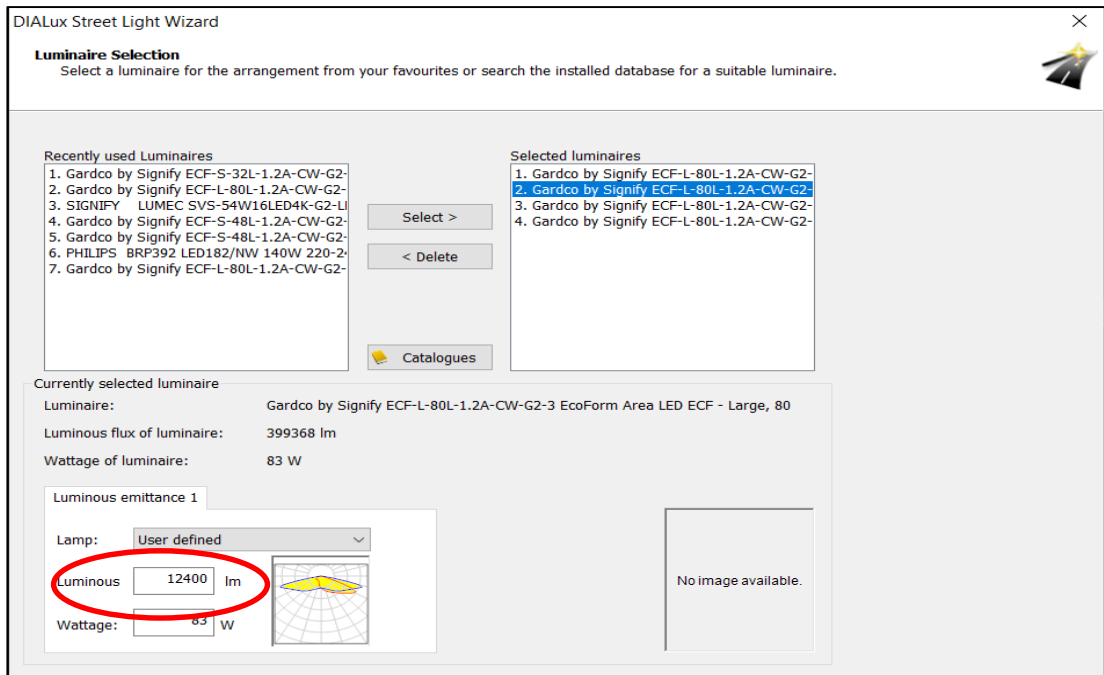 DIALux Street Light Wizard
Luminaire Selection
Select a luminaire for the arrangement from your favourites or search the installed database for a suitable luminaire.
Recently used Luminaires
1. Gardco by Signify ECF-S-32L-1.2A-CW-G2-
2. Gardco by Signify ECF-L-80L-1.2A-CW-G2-
3. SIGNIFY LUMEC SVS-54W16LED4K-G2-LI
4. Gardco by Signify ECF-S-48L-1.2A-CW-G2-
5. Gardco by Signify ECF-S-48L-1.2A-CW-G2-
6. PHILIPS BRP392 LED182/NW 140W 220-24
7. Gardco by Signify ECF-L-80L-1.2A-CW-G2-
Select >
< Delete
Catalogues
Selected luminaires
1. Gardco by Signify ECF-L-80L-1.2A-CW-G2-
2. Gardco by Signify ECF-L-80L-1.2A-CW-G2-
3. Gardco by Signify ECF-L-80L-1.2A-CW-G2-
4. Gardco by Signify ECF-L-80L-1.2A-CW-G2-
Currently selected luminaire
Luminaire: Gardco by Signify ECF-L-80L-1.2A-CW-G2-3 EcoForm Area LED ECF - Large, 80
Luminous flux of luminaire: 399368 lm
Wattage of luminaire: 83 W
Luminous emittance 1
Lamp: User defined
Luminous 12400 lm
Wattage: 83 W
No image available.